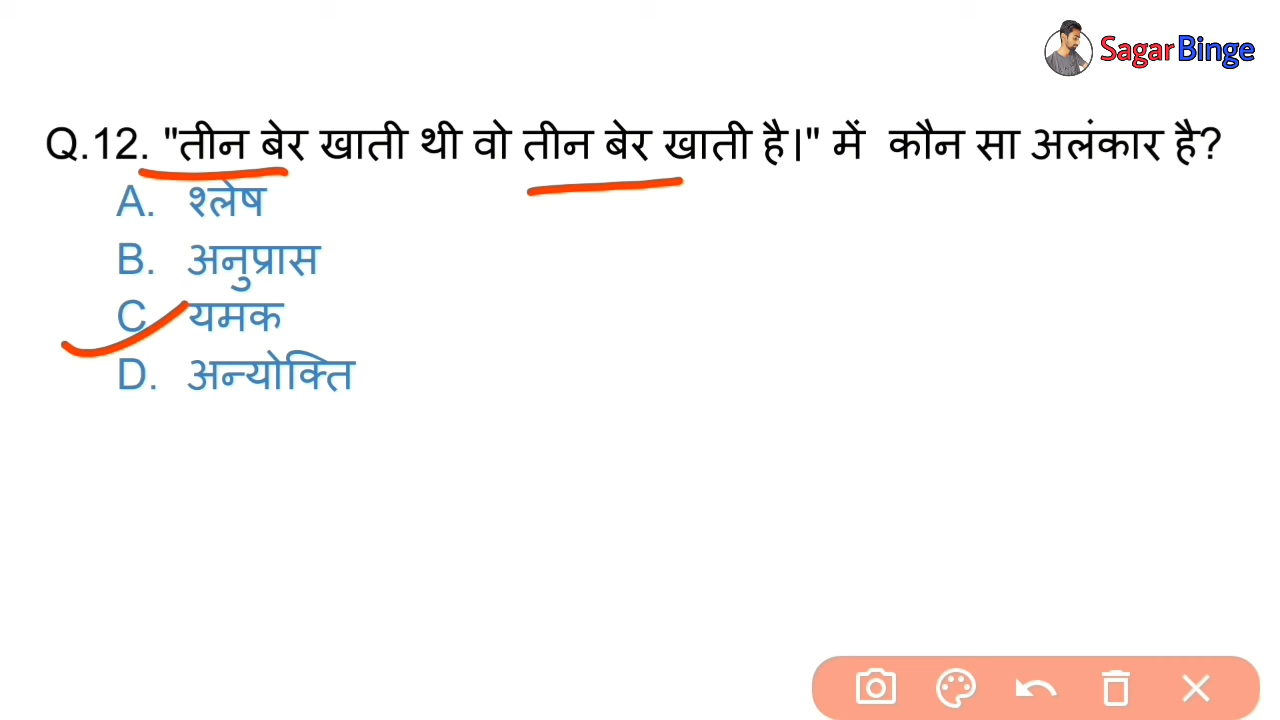 SagarBinge
Q.12. "तीन बेर खाती थी वो तीन बेर खाती है।" में कौन सा अलंकार है?
A. श्लेष
B. अनुप्रास
C यमक
D. अन्योक्ति